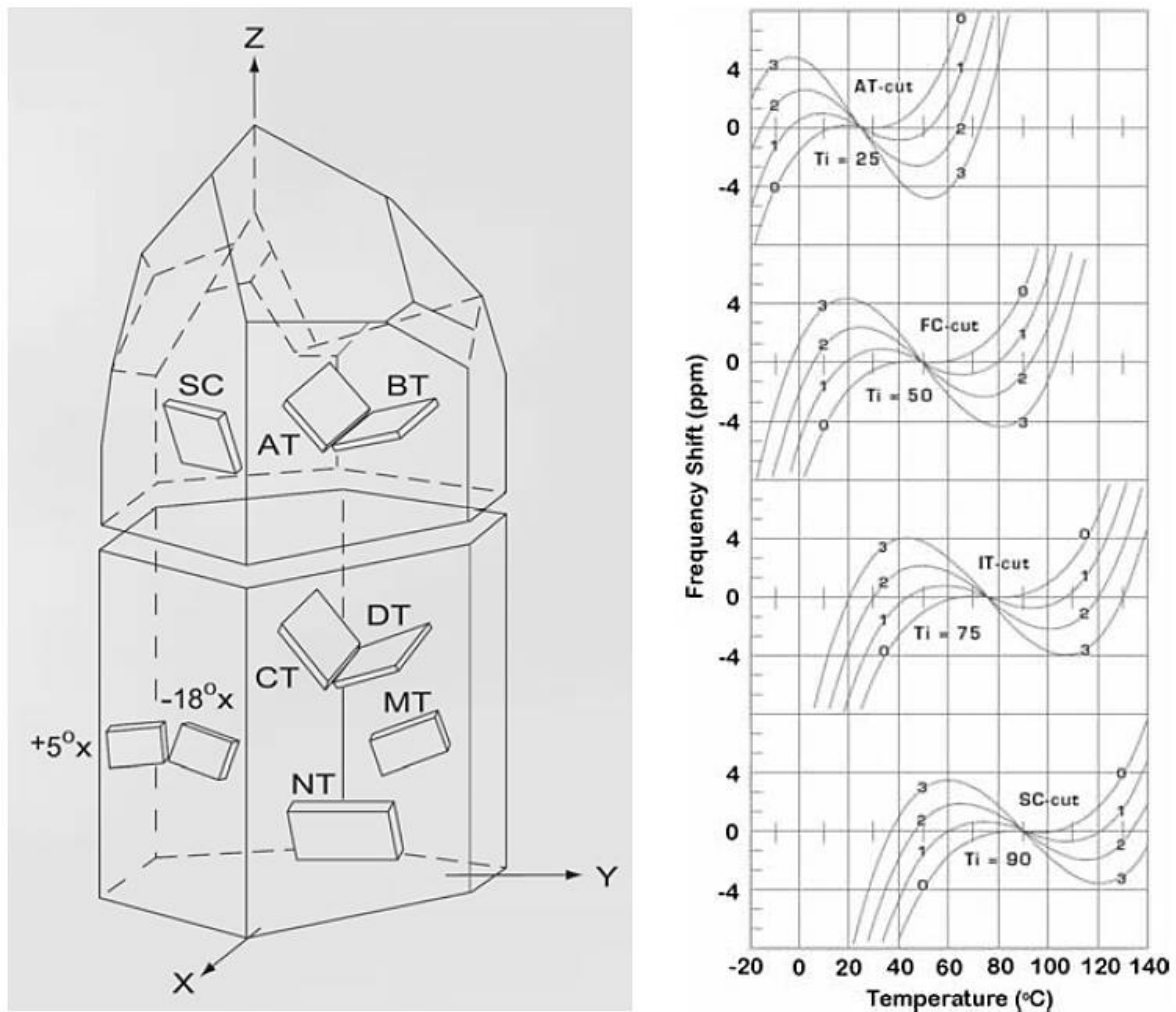 Z
SC
BT
AT
DT
CT
-18°x
MT
+5°x
NT
Y
X
Frequency Shift (ppm)
4
0
-4
AT-cut
Ti = 25
0
1
2
3
3
2
1
0
4
0
-4
FC-cut
Ti = 50
0
1
2
3
3
2
1
0
4
0
-4
IT-cut
Ti = 75
0
1
2
3
3
2
1
0
4
0
-4
SC-cut
Ti = 90
0
1
2
3
3
2
1
0
-20 0 20 40 60 80 100 120 140
Temperature (°C)